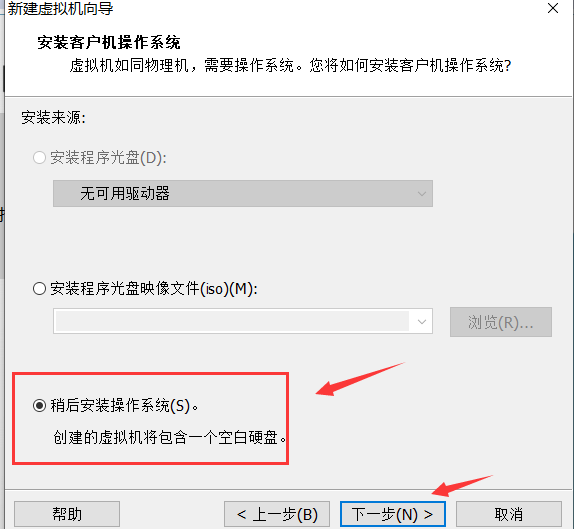 新建虚拟机向导
安装客户机操作系统
虚拟机如同物理机，需要操作系统。您将如何安装客户机操作系统?
安装来源:
安装程序光盘(D):
无可用驱动器
安装程序光盘映像文件(iso)(M):
浏览(R)...
稍后安装操作系统(S)。
创建的虚拟机将包含一个空白硬盘。
帮助
< 上一步(B)
下一步(N) >
取消